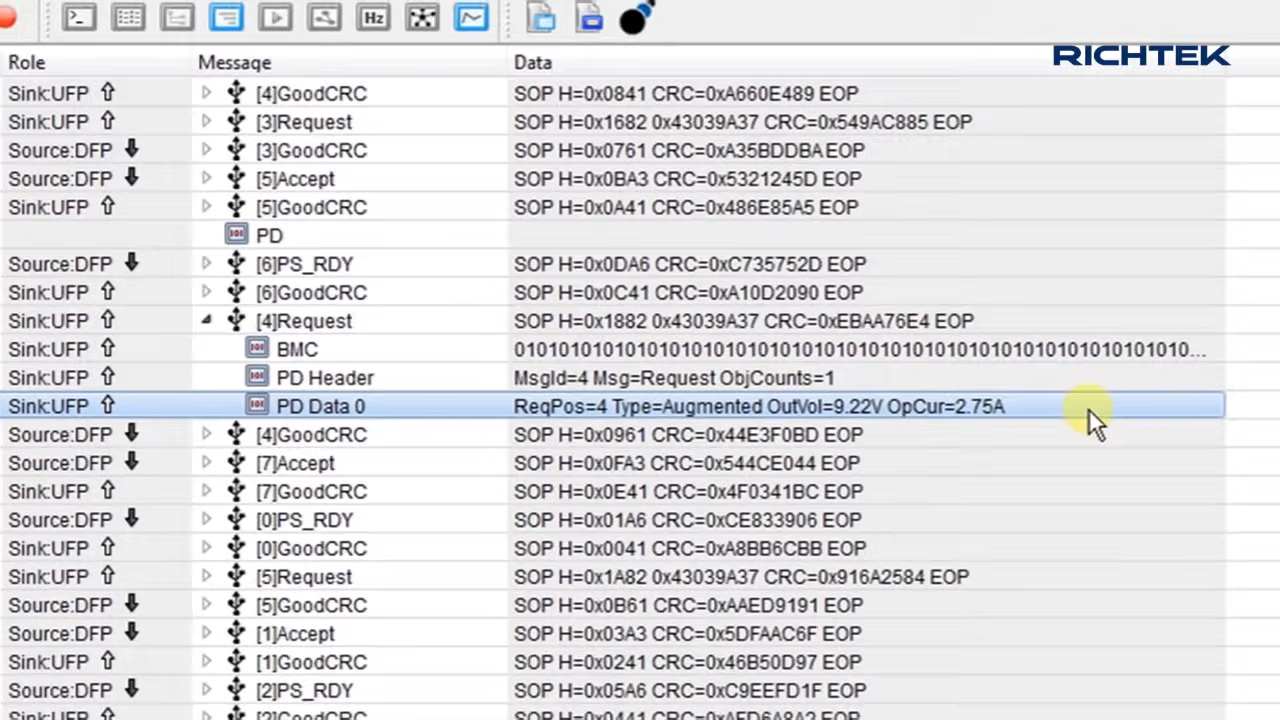 RICHTEK
Role Message Data
Sink:UFP [4]GoodCRC SOP H=0x0841 CRC=0xA660E489 EOP
Sink:UFP [3]Request SOP H=0x1682 0x43039A37 CRC=0x549AC885 EOP
Source:DFP [3]GoodCRC SOP H=0x0761 CRC=0xA35BDDBA EOP
Source:DFP [5]Accept SOP H=0x0BA3 CRC=0x5321245D EOP
Sink:UFP [5]GoodCRC SOP H=0x0A41 CRC=0x486E85A5 EOP
PD
Source:DFP [6]PS_RDY SOP H=0x0DA6 CRC=0xC735752D EOP
Sink:UFP [6]GoodCRC SOP H=0x0C41 CRC=0xA10D2090 EOP
Sink:UFP [4]Request SOP H=0x1882 0x43039A37 CRC=0xEBAA76E4 EOP
Sink:UFP BMC 0101010101010101010101010101010101010101010101010101010101010...
Sink:UFP PD Header MsgId=4 Msg=Request ObjCounts=1
Sink:UFP PD Data 0 ReqPos=4 Type=Augmented OutVol=9.22V OpCur=2.75A
Source:DFP [4]GoodCRC SOP H=0x0961 CRC=0x44E3F0BD EOP
Source:DFP [7]Accept SOP H=0x0FA3 CRC=0x544CE044 EOP
Sink:UFP [7]GoodCRC SOP H=0x0E41 CRC=0x4F0341BC EOP
Source:DFP [0]PS_RDY SOP H=0x01A6 CRC=0xCE833906 EOP
Sink:UFP [0]GoodCRC SOP H=0x0041 CRC=0xA8BB6CBB EOP
Sink:UFP [5]Request SOP H=0x1A82 0x43039A37 CRC=0x916A2584 EOP
Source:DFP [5]GoodCRC SOP H=0x0B61 CRC=0xAAED9191 EOP
Source:DFP [1]Accept SOP H=0x03A3 CRC=0x5DFAAC6F EOP
Sink:UFP [1]GoodCRC SOP H=0x0241 CRC=0x46B50D97 EOP
Source:DFP [2]PS_RDY SOP H=0x05A6 CRC=0xC9EEFD1F EOP
Sink:UFP [2]GoodCRC SOP H=0x0441 CRC=0xAFD6A8A2 EOP